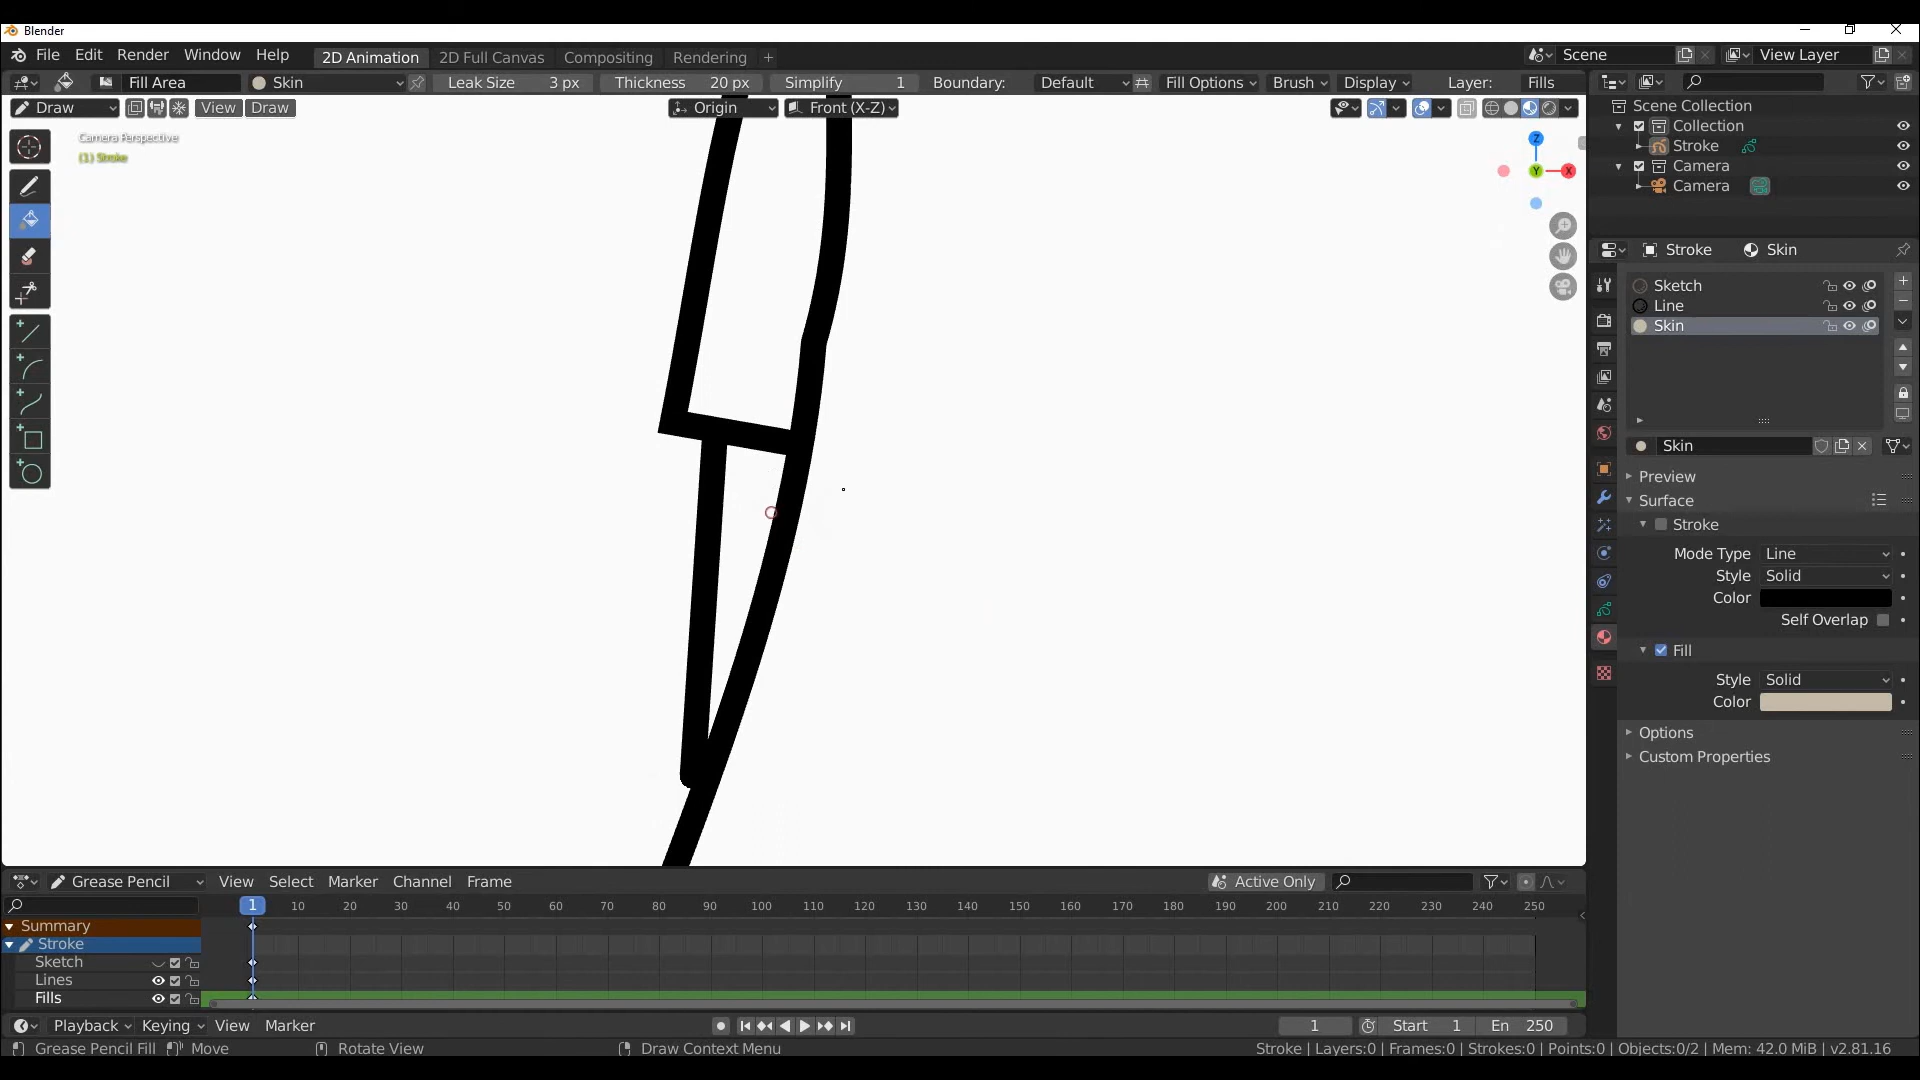 Blender
File Edit Render Window Help 2D Animation 2D Full Canvas Compositing Rendering + Scene View Layer
Fill Area Skin Leak Size 3 px Thickness 20 px Simplify 1 Boundary: Default Fill Options Brush Display Layer: Fills
Draw View Draw Origin Front (X-Z)
Camera Perspective
(1) Stroke
Z
Y X
Scene Collection
Collection
Stroke
Camera
Camera
Stroke Skin
Sketch
Line
Skin
Skin
Preview
Surface
Stroke
Mode Type Line
Style Solid
Color
Self Overlap
Fill
Style Solid
Color
Options
Custom Properties
Grease Pencil View Select Marker Channel Frame Active Only
1 10 20 30 40 50 60 70 80 90 100 110 120 130 140 150 160 170 180 190 200 210 220 230 240 250
Summary
Stroke
Sketch
Lines
Fills
Playback Keying View Marker 1 Start 1 En 250
Grease Pencil Fill Move Rotate View Draw Context Menu Stroke | Layers:0 | Frames:0 | Strokes:0 | Points:0 | Objects:0/2 | Mem: 42.0 MiB | v2.81.16